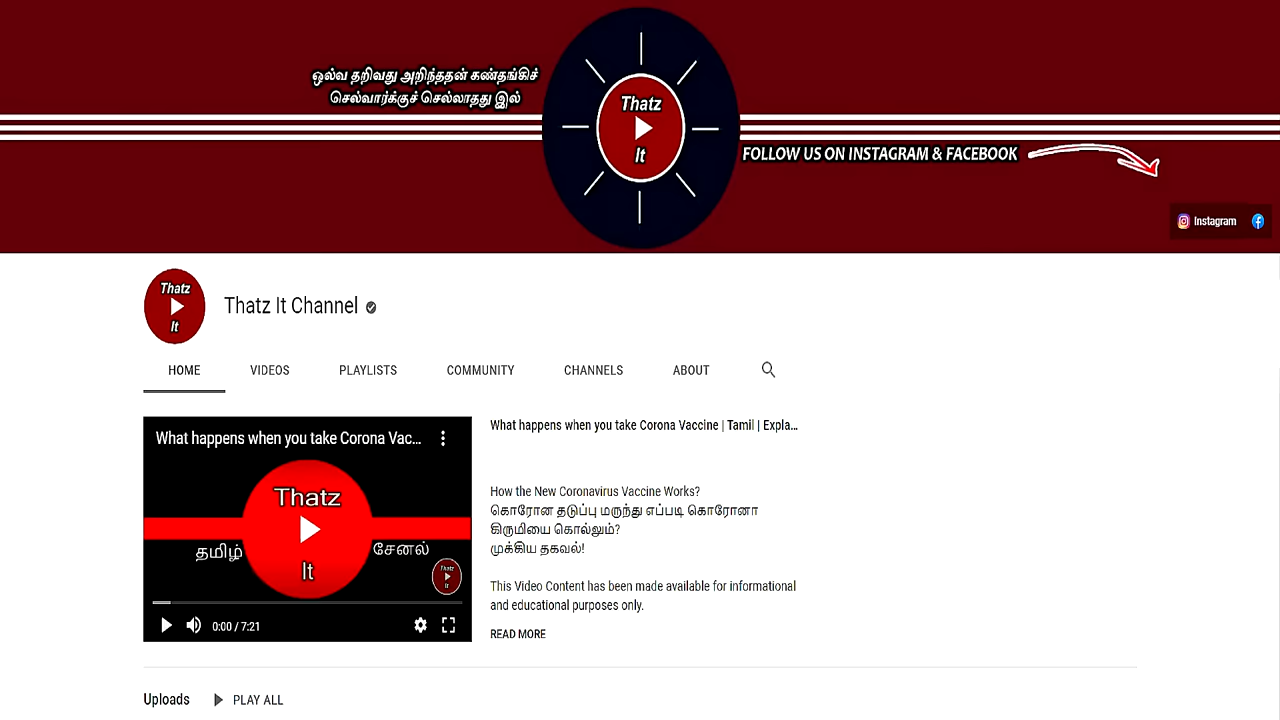 ஒல்வ தறிவது அறிந்ததன் கண்தங்கிச்
செல்வார்க்குச் செல்லாதது இல்
Thatz
It
FOLLOW US ON INSTAGRAM & FACEBOOK
Instagram
Thatz
It
Thatz It Channel
HOME VIDEOS PLAYLISTS COMMUNITY CHANNELS ABOUT
What happens when you take Corona Vac...
Thatz
தமிழ் சேனல்
It
Thatz
It
0:00 / 7:21
What happens when you take Corona Vaccine | Tamil | Expla...
How the New Coronavirus Vaccine Works?
கொரோன தடுப்பு மருந்து எப்படி கொரோனா
கிருமியை கொல்லும்?
முக்கிய தகவல்!
This Video Content has been made available for informational
and educational purposes only.
READ MORE
Uploads PLAY ALL